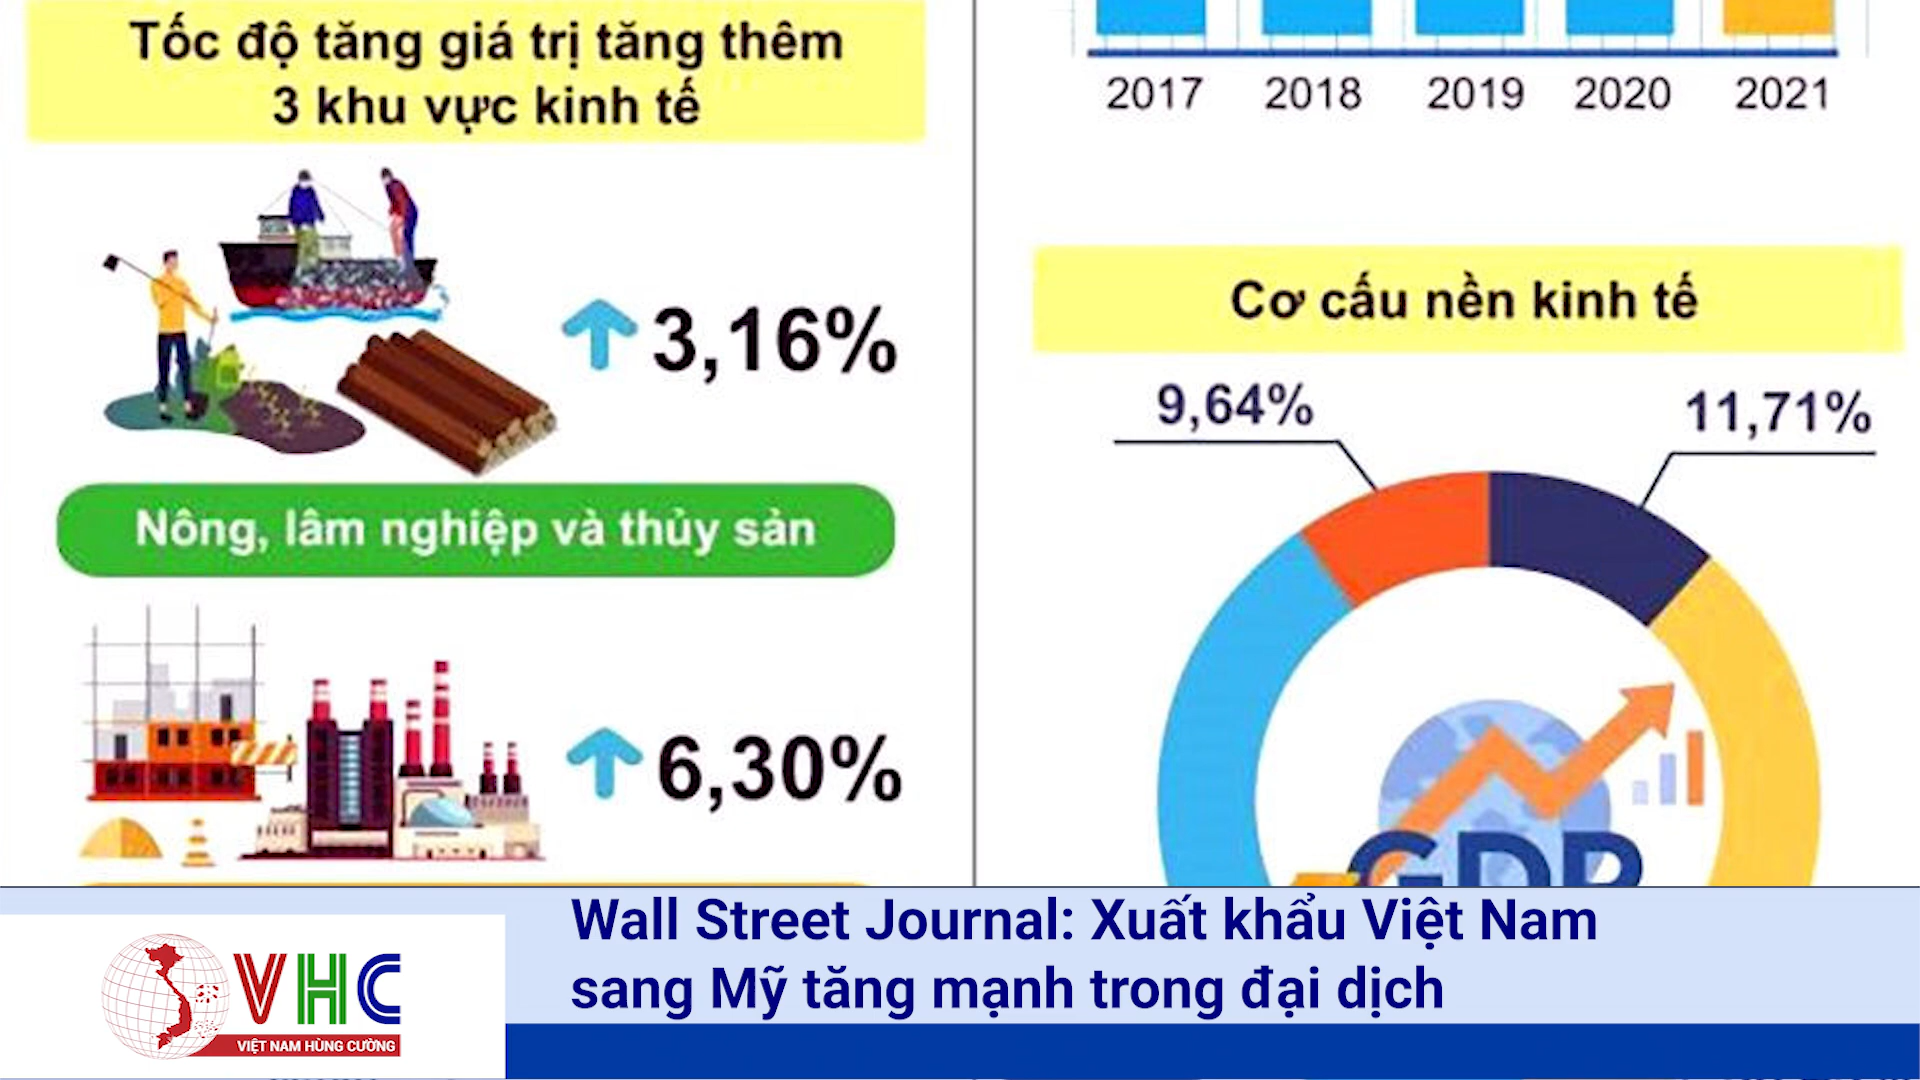 Tốc độ tăng giá trị tăng thêm
3 khu vực kinh tế
3,16%
Nông, lâm nghiệp và thủy sản
6,30%
2017 2018 2019 2020 2021
Cơ cấu nền kinh tế
9,64%
11,71%
GDP
Wall Street Journal: Xuất khẩu Việt Nam
sang Mỹ tăng mạnh trong đại dịch
VHC
VIỆT NAM HÙNG CƯỜNG